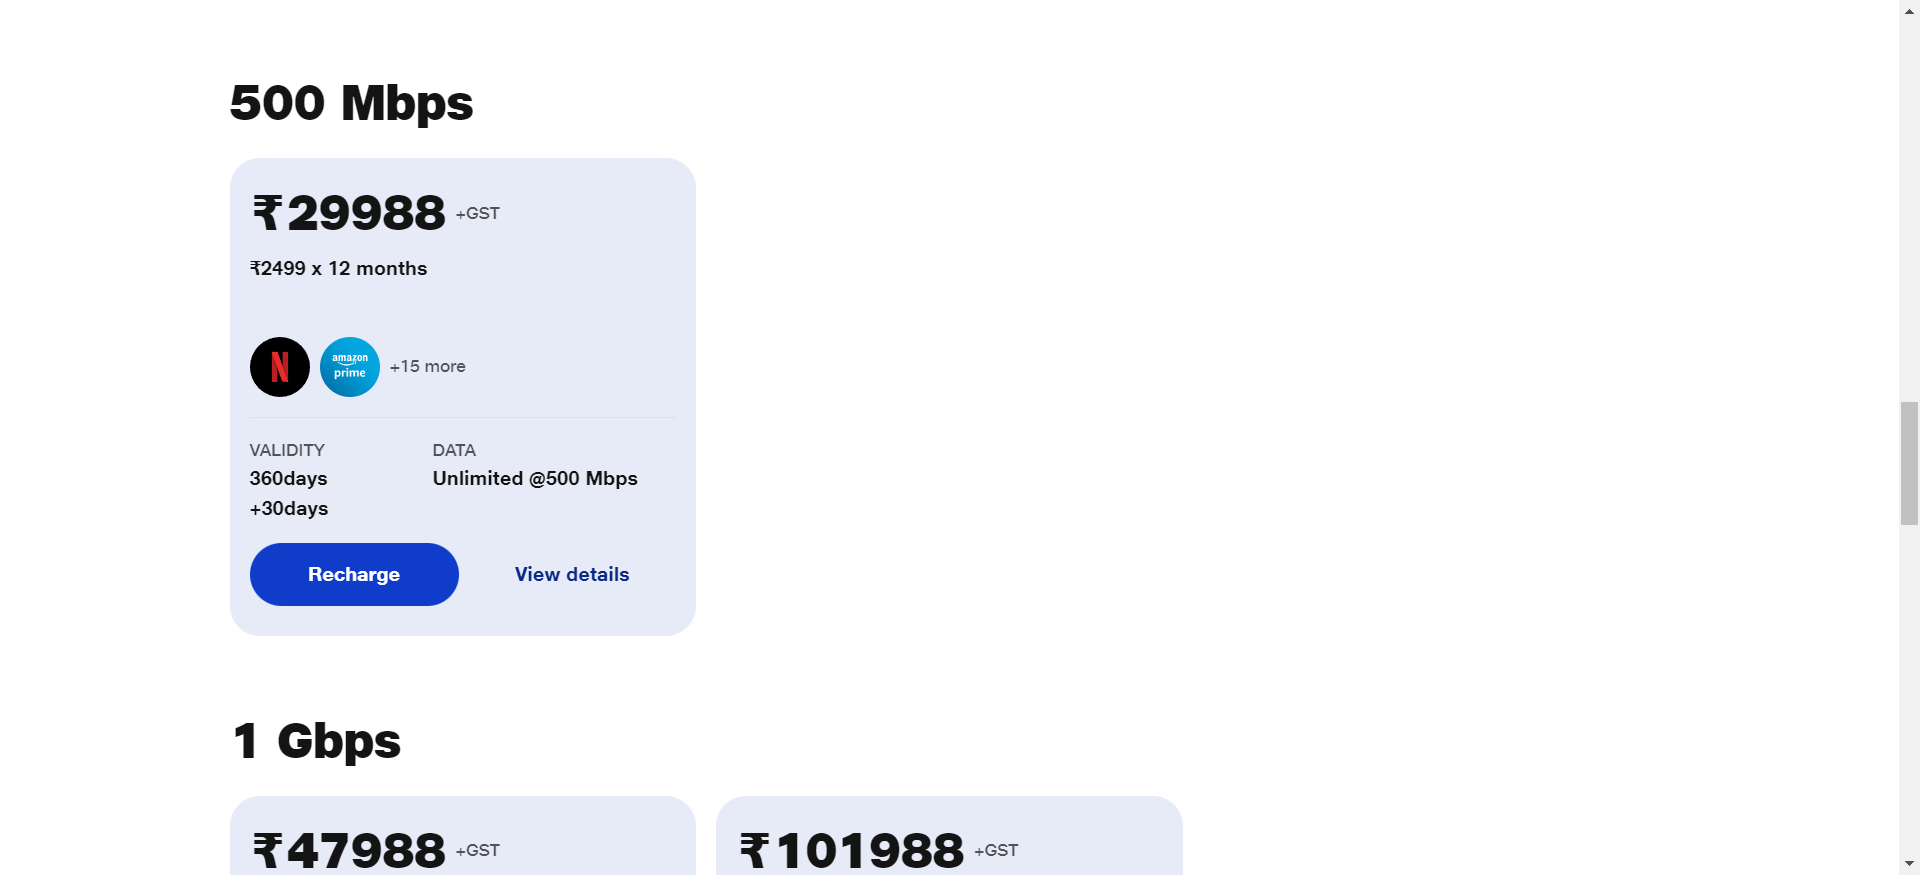 500 Mbps
₹29988 +GST
₹2499 x 12 months
N
amazon
prime
+15 more
VALIDITY
DATA
360days
Unlimited @500 Mbps
+30days
Recharge
View details
1 Gbps
₹47988 +GST
₹101988 +GST